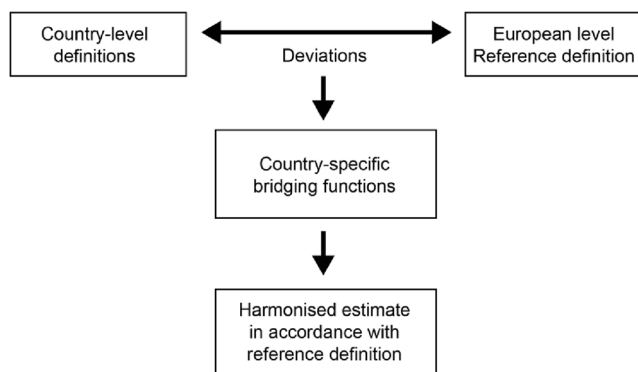 Country-level
definitions
Deviations
European level
Reference definition
Country-specific
bridging functions
Harmonised estimate
in accordance with
reference definition